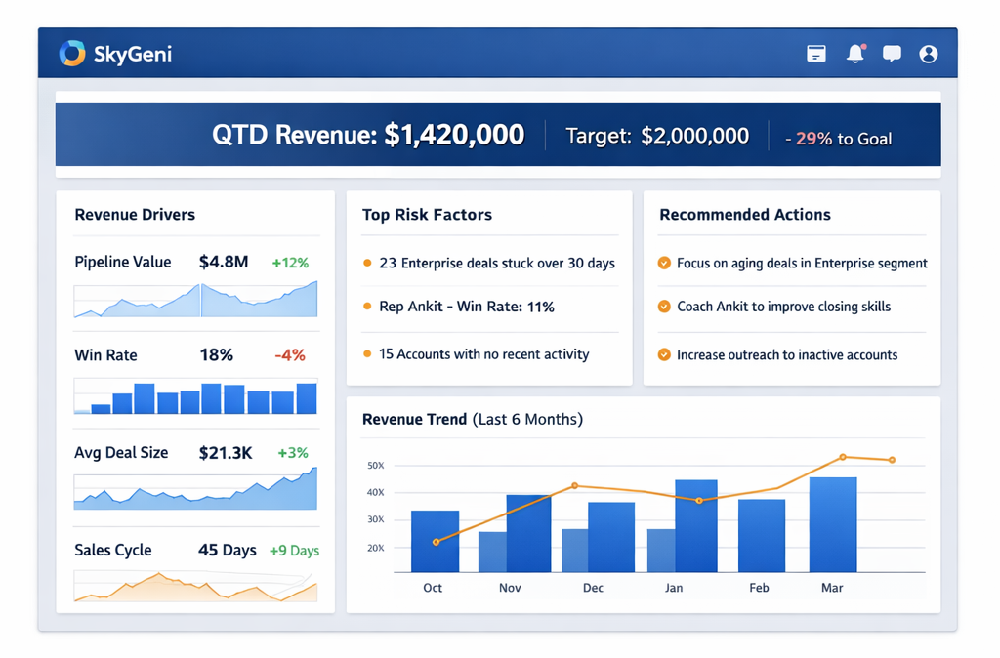 SkyGeni
QTD Revenue: $1,420,000
Target: $2,000,000
- 29% to Goal
Revenue Drivers
Pipeline Value $4.8M +12%
Win Rate 18% -4%
Avg Deal Size $21.3K +3%
Sales Cycle 45 Days +9 Days
Top Risk Factors
23 Enterprise deals stuck over 30 days
Rep Ankit - Win Rate: 11%
15 Accounts with no recent activity
Recommended Actions
Focus on aging deals in Enterprise segment
Coach Ankit to improve closing skills
Increase outreach to inactive accounts
Revenue Trend (Last 6 Months)
50X
40X
30X
20X
Oct Nov Dec Jan Feb Mar